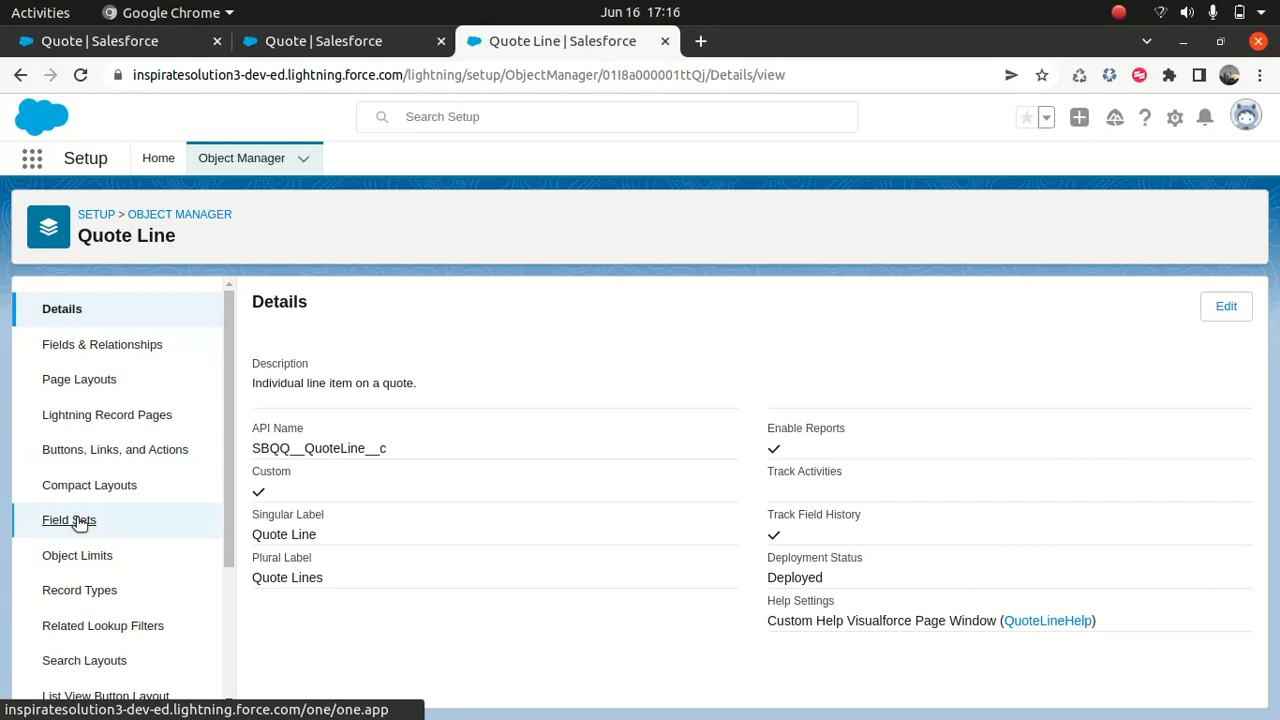 Activities
Google Chrome
Jun 16 17:16
Quote | Salesforce
Quote | Salesforce
Quote Line | Salesforce
inspiratesolution3-dev-ed.lightning.force.com/lightning/setup/ObjectManager/01I8a000001ttQj/Details/view
Search Setup
Setup
Home
Object Manager
SETUP > OBJECT MANAGER
Quote Line
Details
Fields & Relationships
Page Layouts
Lightning Record Pages
Buttons, Links, and Actions
Compact Layouts
Field Sets
Object Limits
Record Types
Related Lookup Filters
Search Layouts
List View Button Layout
Details
Edit
Description
Individual line item on a quote.
API Name
SBQQ__QuoteLine__c
Custom
Singular Label
Quote Line
Plural Label
Quote Lines
Enable Reports
Track Activities
Track Field History
Deployment Status
Deployed
Help Settings
Custom Help Visualforce Page Window (QuoteLineHelp)
inspiratesolution3-dev-ed.lightning.force.com/one/one.app